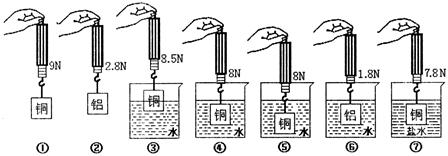 9N 2.8N 8.5N 8N 8N 1.8N 7.8N
铜 铝 铜 铜 铜 铝 铜
水 水 水 水 盐水
① ② ③ ④ ⑤ ⑥ ⑦